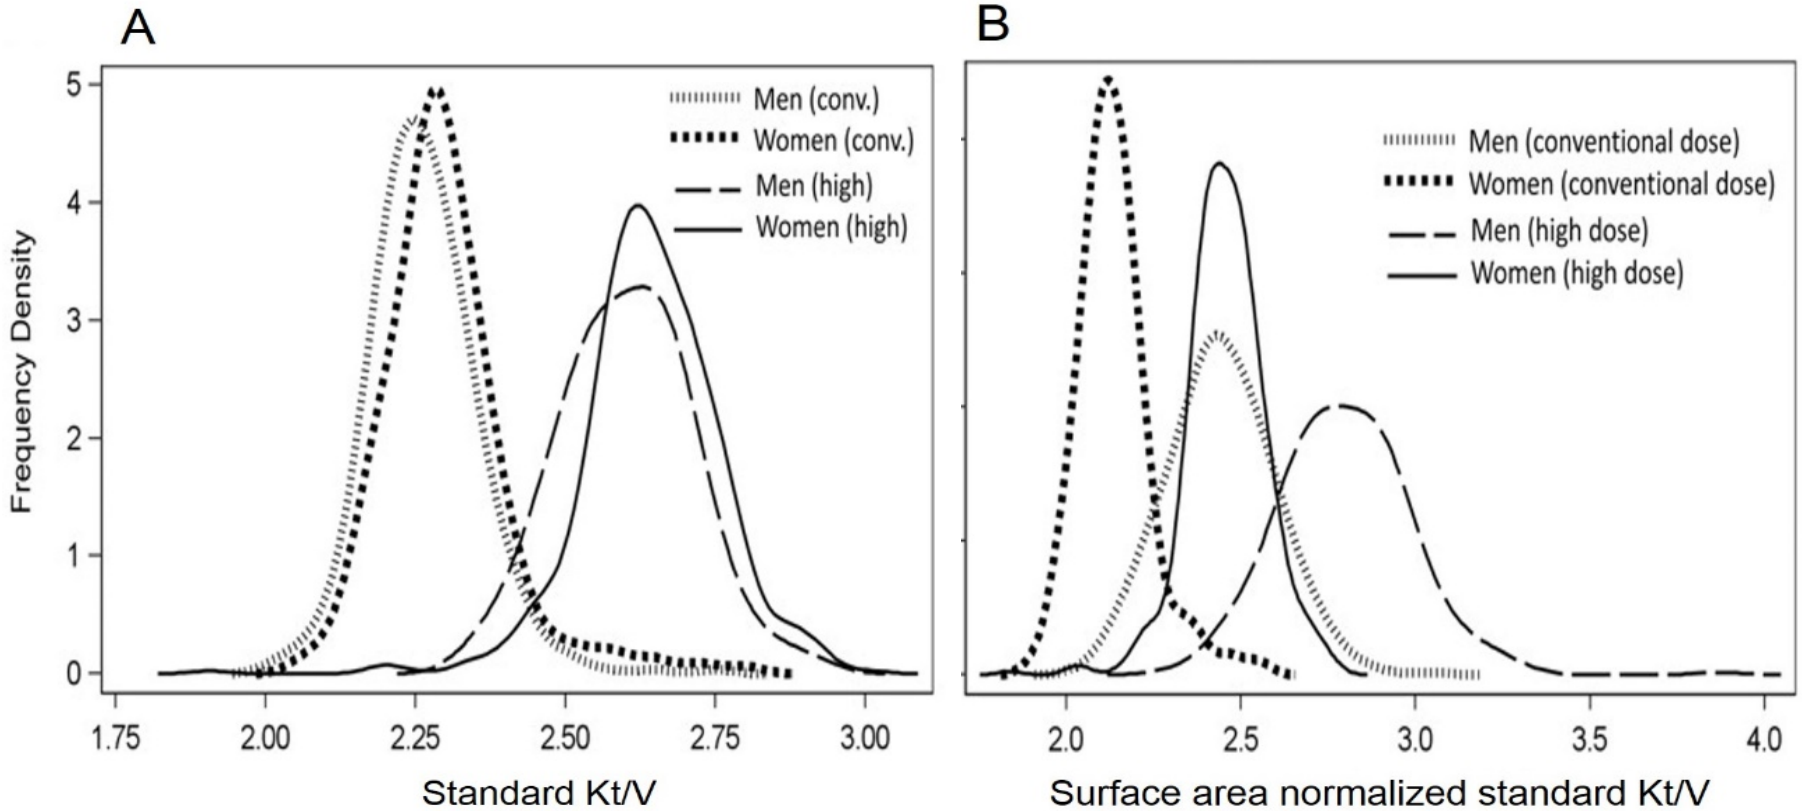 A
B
Frequency Density
5
4
3
2
1
0
Men (conv.)
Women (conv.)
Men (high)
Women (high)
1.75 2.00 2.25 2.50 2.75 3.00
Standard Kt/V
Men (conventional dose)
Women (conventional dose)
Men (high dose)
Women (high dose)
2.0 2.5 3.0 3.5 4.0
Surface area normalized standard Kt/V